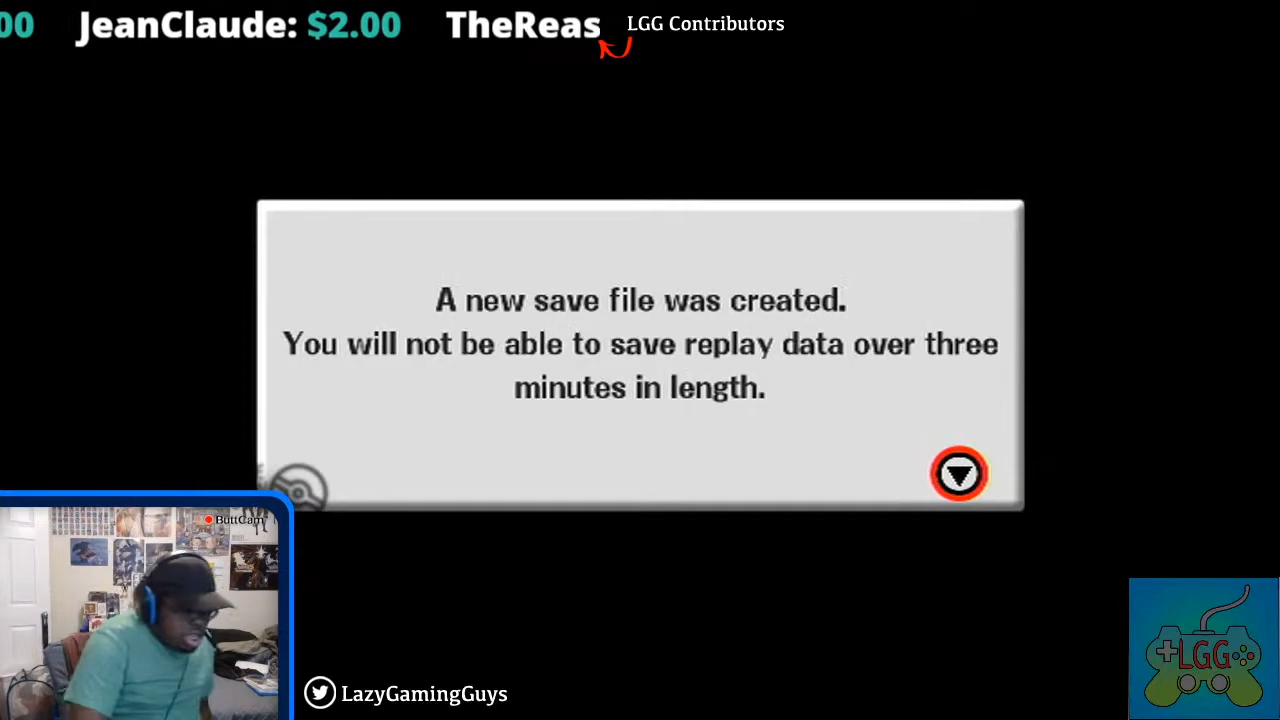 00 JeanClaude: $2.00 TheReas
LGG Contributors
A new save file was created.
You will not be able to save replay data over three
minutes in length.
ButtCam
LazyGamingGuys
LGG